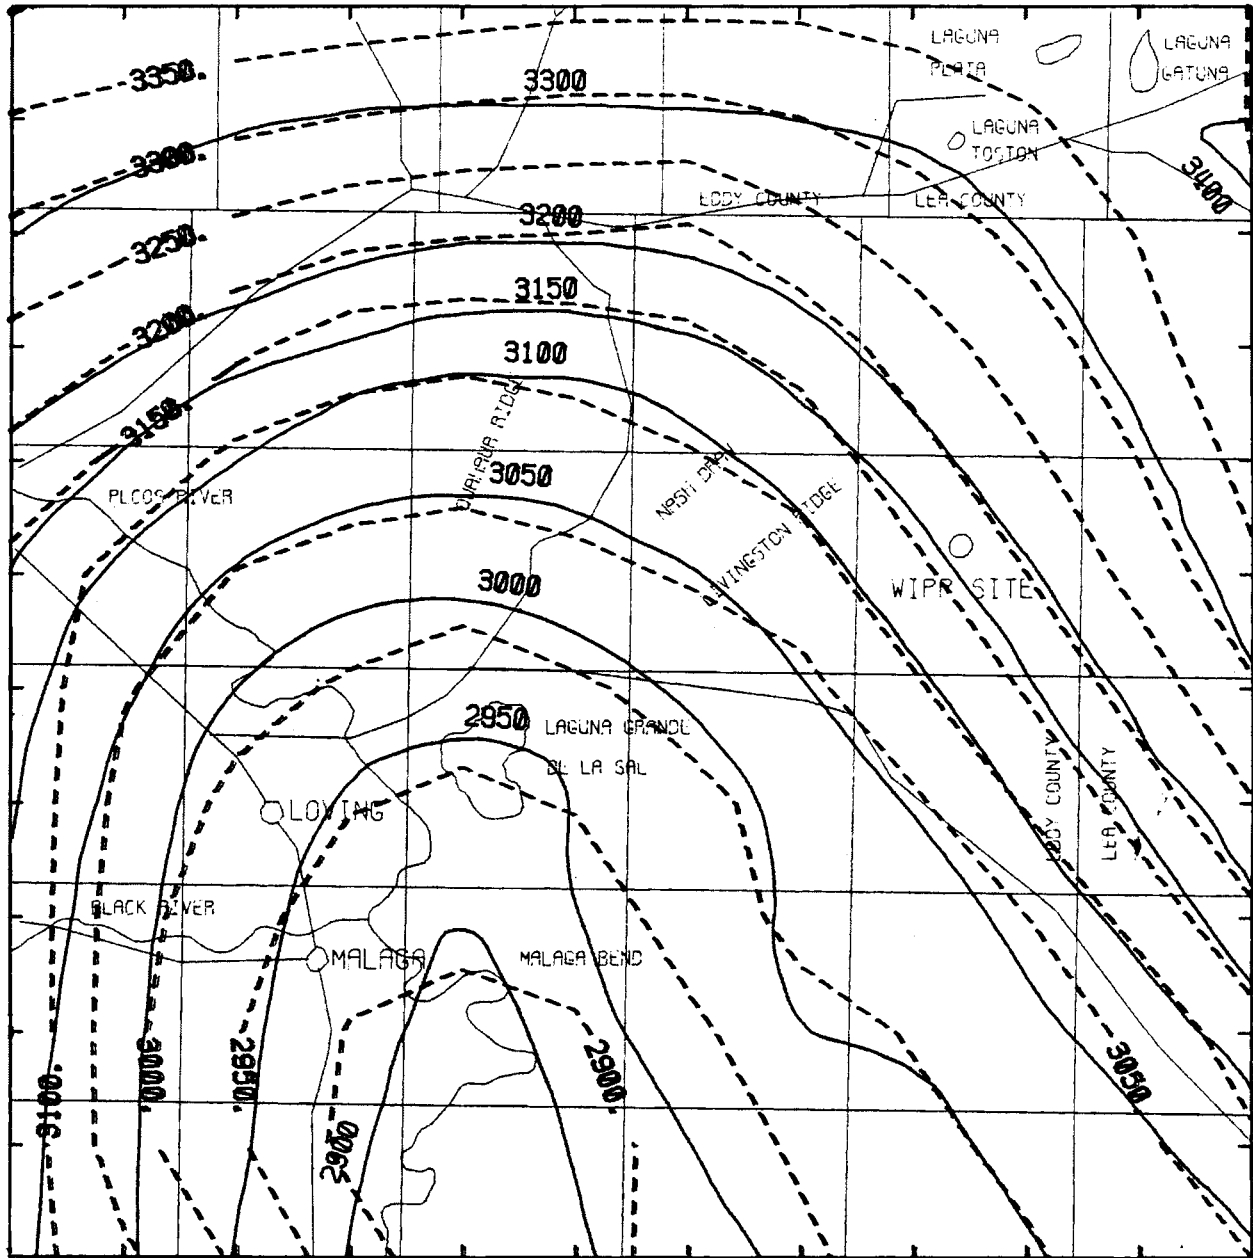 LAGUNA
PLATA
LAGUNA
GATUNA
3350.
3300
LAGUNA
TOSTON
3300.
3400
EDDY COUNTY
LEA COUNTY
3200
3250.
3150
3200.
3100
3150.
3050
PECOS RIVER
NASH DRAW
LIVINGSTON RIDGE
3000
WIPP SITE
2950
LAGUNA GRANDE
DE LA SAL
EDDY COUNTY
LEA COUNTY
LOVING
BLACK RIVER
MALAGA
MALAGA BEND
3100.
3000.
2950.
2900.
3050
2900